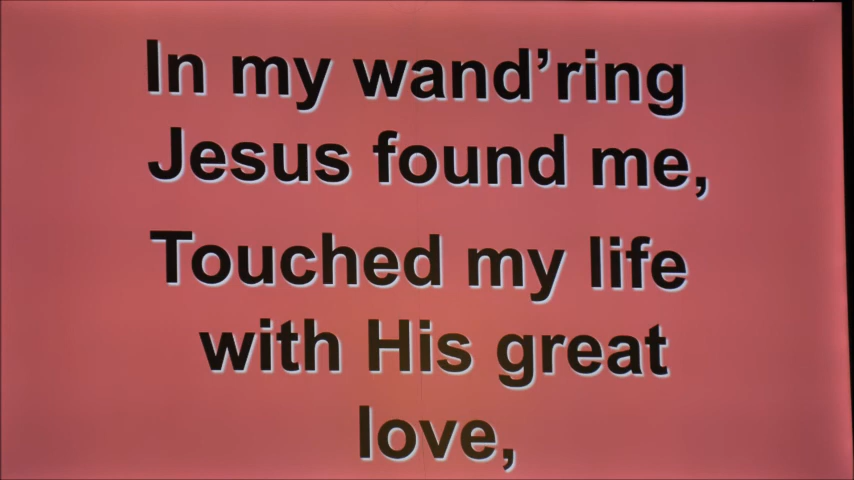 In my wand’ring
Jesus found me,
Touched my life
with His great
love,